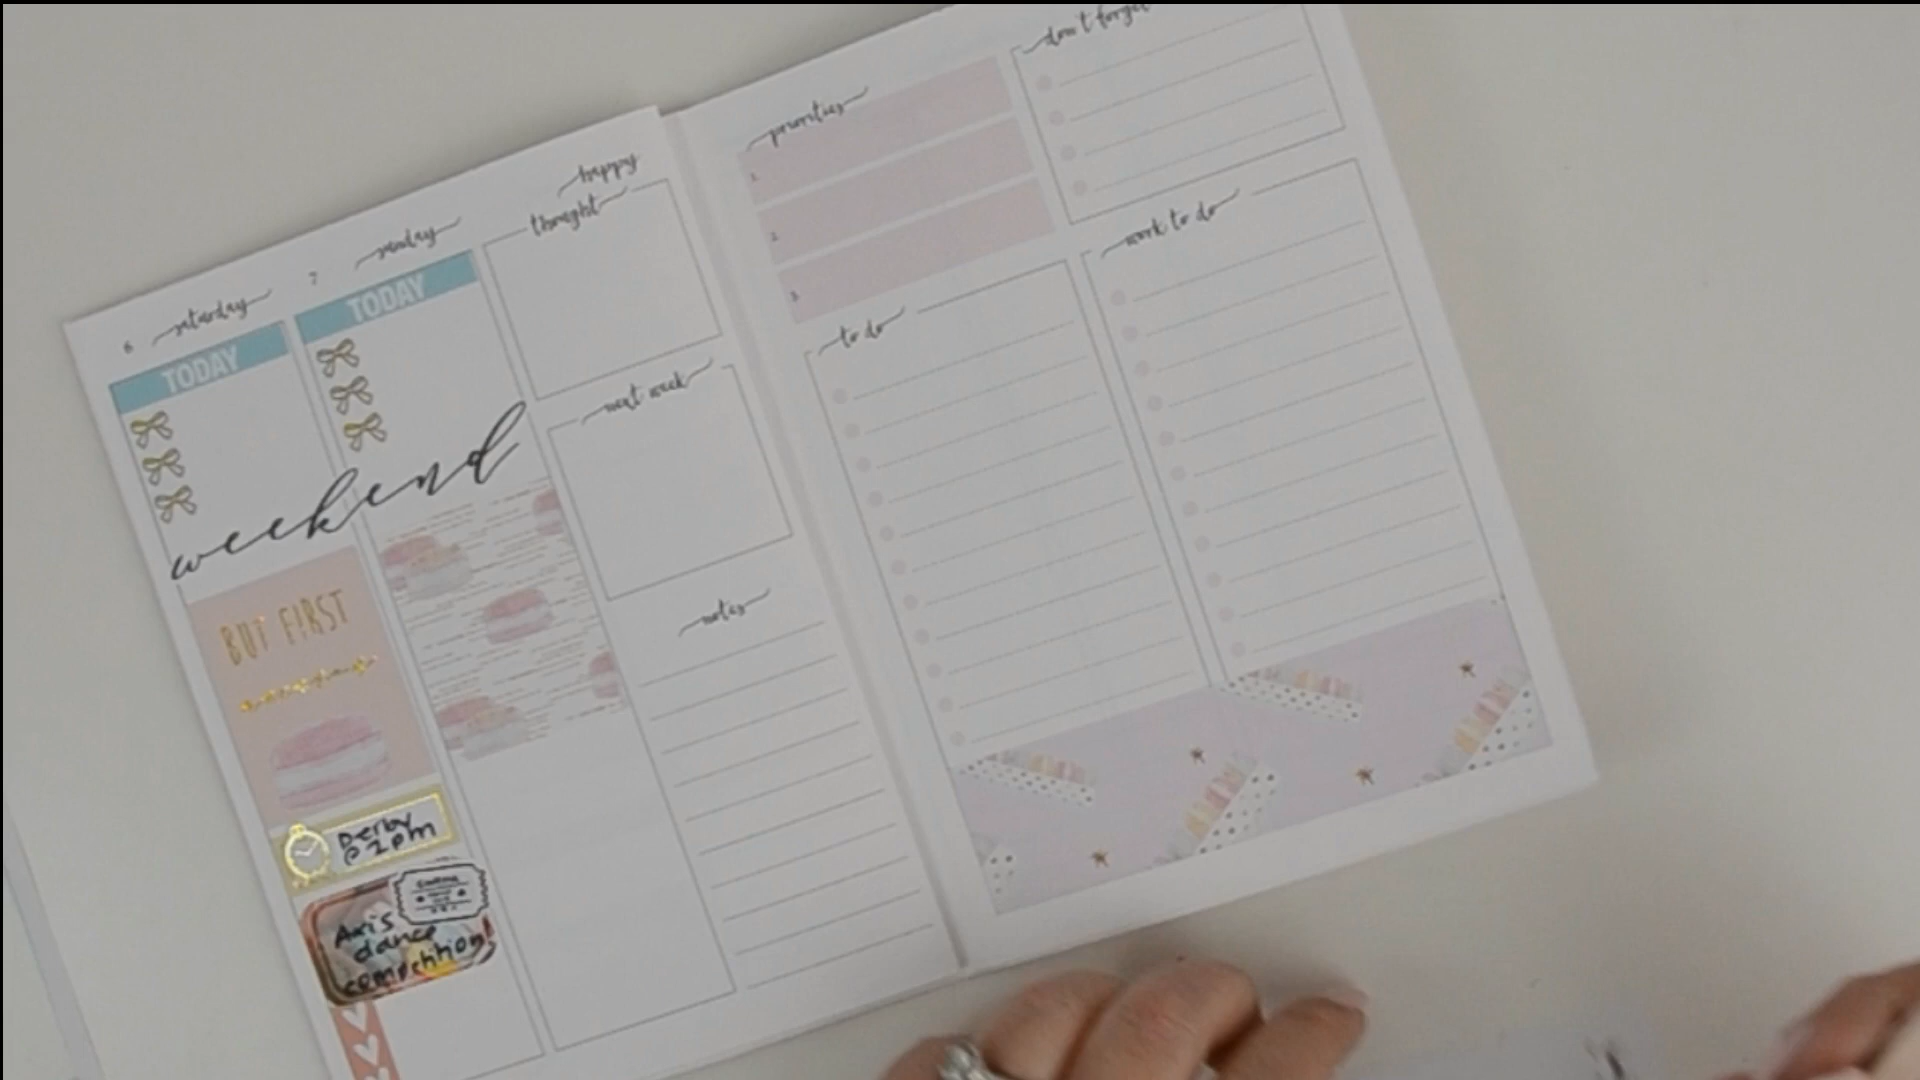 6 saturday
7 sunday
happy
thought
TODAY
TODAY
weekend
next week
BUT FIRST
notes
Derby
@ 2pm
Axis
dance
competition!
priorities
1.
2.
3.
don't forget
to do
work to do